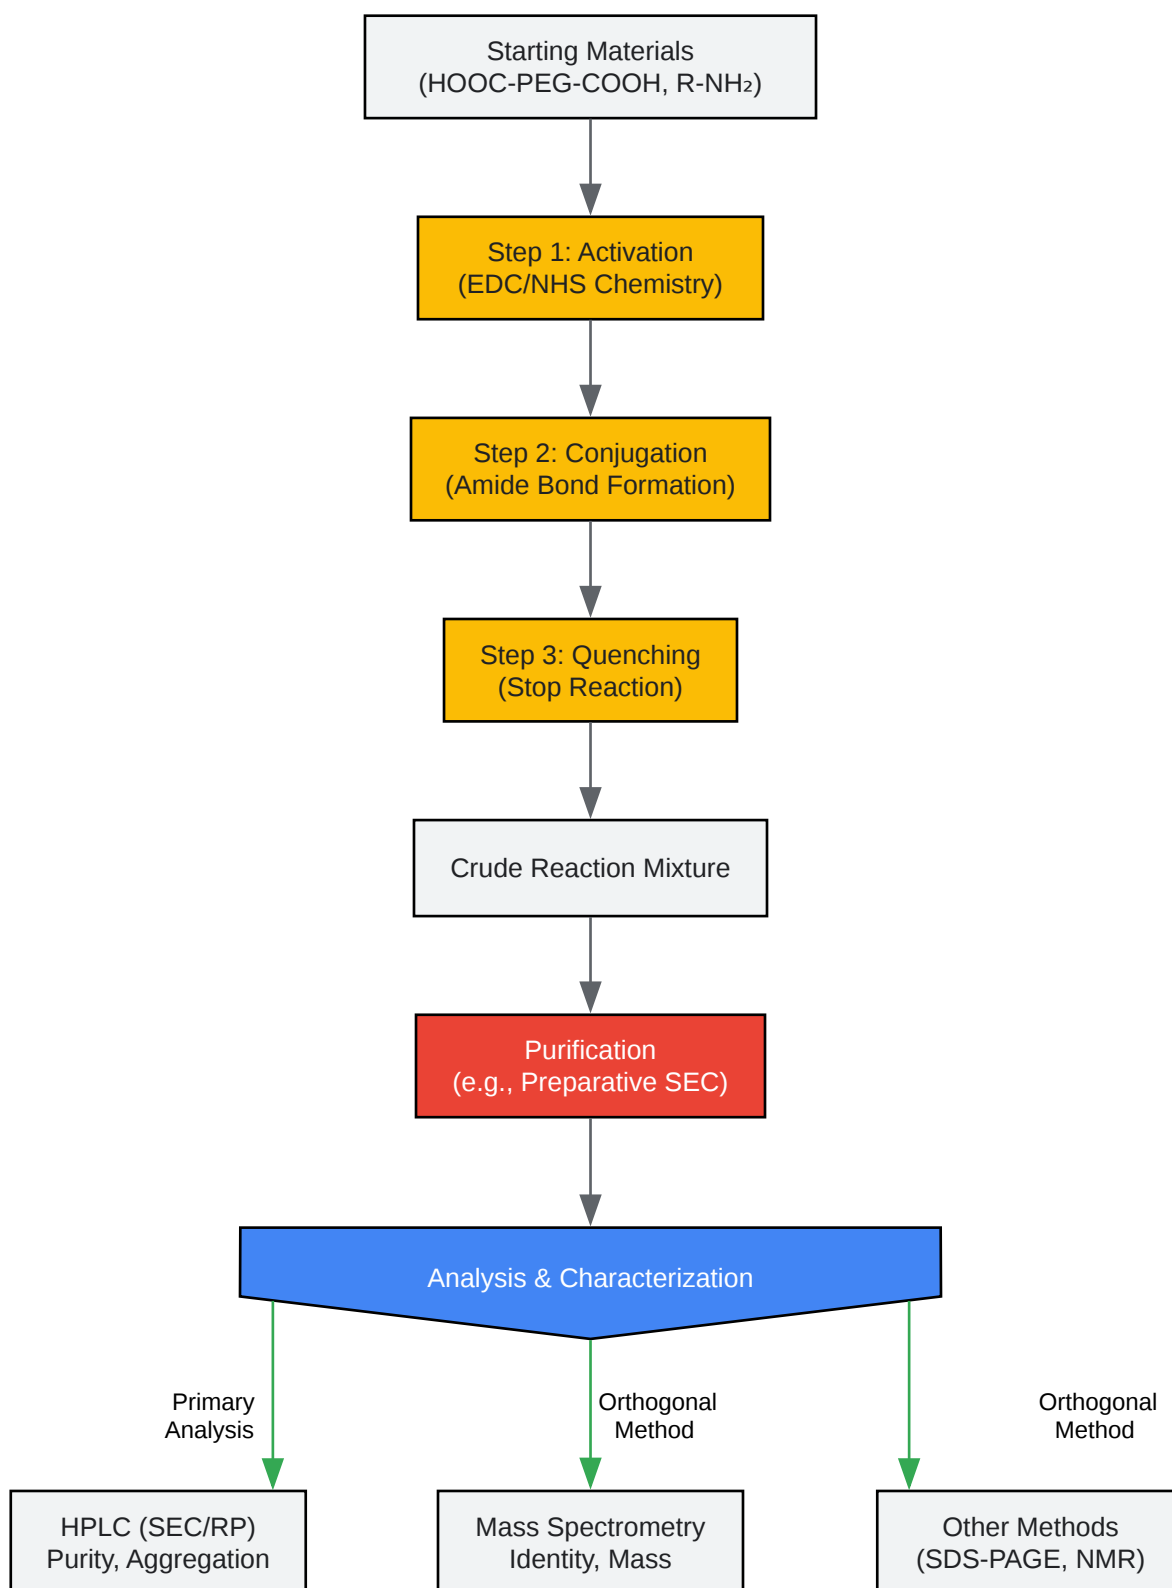 Starting Materials
(HOOC-PEG-COOH, R-NH₂)
Step 1: Activation
(EDC/NHS Chemistry)
Step 2: Conjugation
(Amide Bond Formation)
Step 3: Quenching
(Stop Reaction)
Crude Reaction Mixture
Purification
(e.g., Preparative SEC)
Analysis & Characterization
Primary
Analysis
Orthogonal
Method
Orthogonal
Method
HPLC (SEC/RP)
Purity, Aggregation
Mass Spectrometry
Identity, Mass
Other Methods
(SDS-PAGE, NMR)